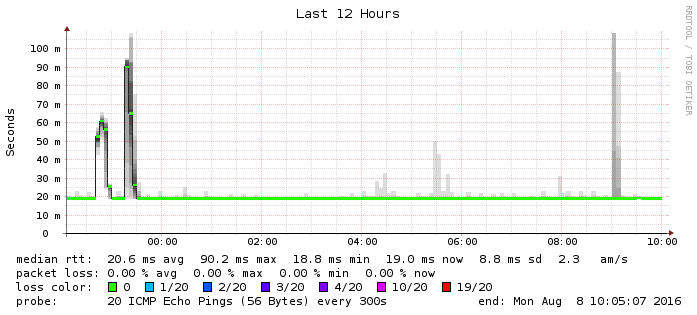 Last 12 Hours
RRDTOOL / TOBI OETIKER
Seconds
100 m
90 m
80 m
70 m
60 m
50 m
40 m
30 m
20 m
10 m
0
00:00 02:00 04:00 06:00 08:00 10:00
median rtt: 20.6 ms avg 90.2 ms max 18.8 ms min 19.0 ms now 8.8 ms sd 2.3 am/s
packet loss: 0.00 % avg 0.00 % max 0.00 % min 0.00 % now
loss color: 0 1/20 2/20 3/20 4/20 10/20 19/20
probe: 20 ICMP Echo Pings (56 Bytes) every 300s end: Mon Aug 8 10:05:07 2016